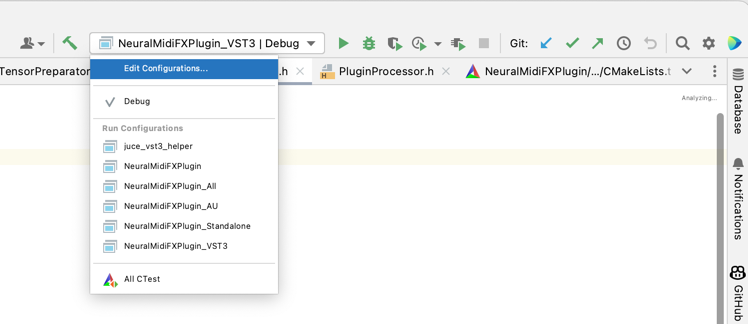 NeuralMidiFXPlugin_VST3 | Debug
Git:
TensorPreparator
.h
PluginProcessor.h
NeuralMidiFXPlugin/.../CMakeLists.t
Edit Configurations...
Analyzing...
Debug
Run Configurations
juce_vst3_helper
NeuralMidiFXPlugin
NeuralMidiFXPlugin_All
NeuralMidiFXPlugin_AU
NeuralMidiFXPlugin_Standalone
NeuralMidiFXPlugin_VST3
All CTest
Database
Notifications
GitHub